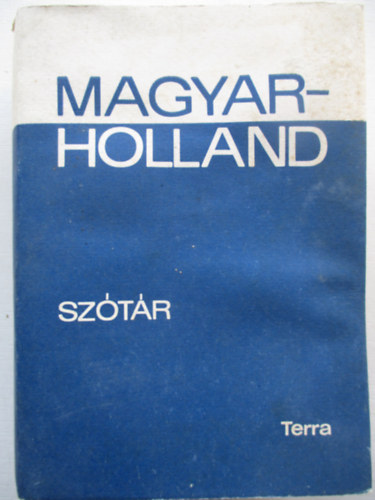 MAGYAR-
HOLLAND
SZÓTÁR
Terra